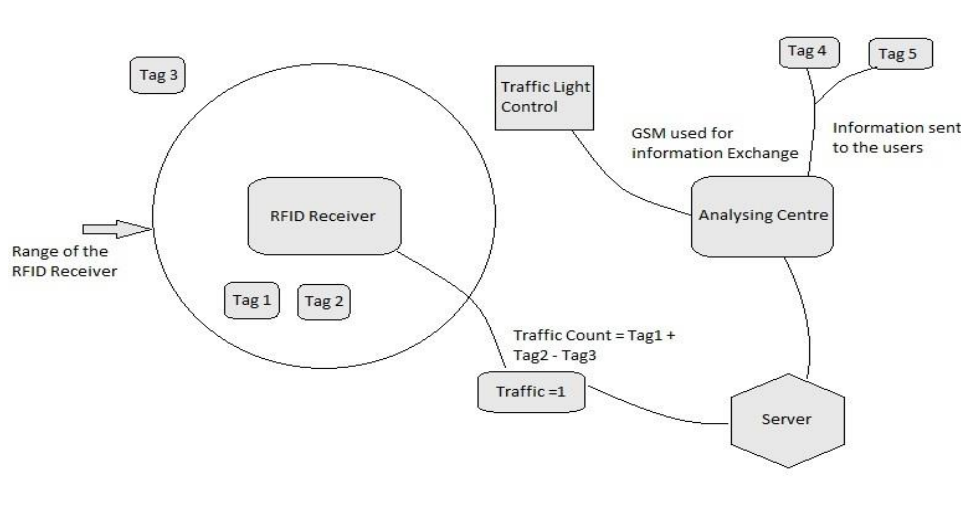 Tag 3
Traffic Light
Control
Tag 4
Tag 5
GSM used for
information Exchange
Information sent
to the users
RFID Receiver
Analysing Centre
Range of the
RFID Receiver
Tag 1
Tag 2
Traffic Count = Tag1 +
Tag2 - Tag3
Traffic =1
Server